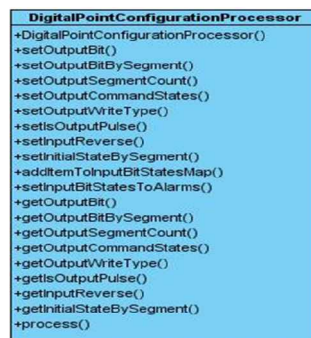 DigitalPointConfigurationProcessor
+DigitalPointConfigurationProcessor()
+setOutputBit()
+setOutputBitBySegment()
+setOutputSegmentCount()
+setOutputCommandStates()
+setOutputWriteType()
+setIsOutputPulse()
+setInputReverse()
+setInitialStateBySegment()
+addItemToInputBitStatesMap()
+setInputBitStatesToAlarms()
+getOutputBit()
+getOutputBitBySegment()
+getOutputSegmentCount()
+getOutputCommandStates()
+getOutputWriteType()
+getIsOutputPulse()
+getInputReverse()
+getInitialStateBySegment()
+process()